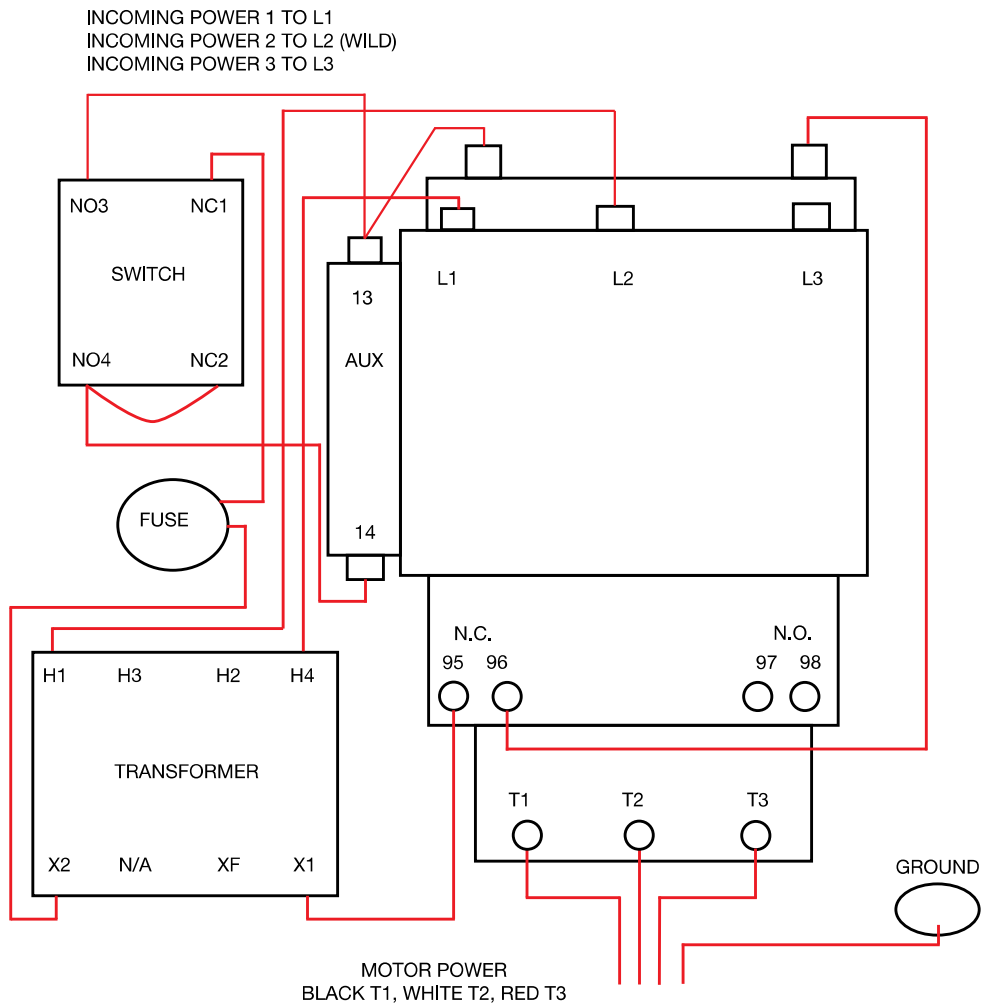 INCOMING POWER 1 TO L1
INCOMING POWER 2 TO L2 (WILD)
INCOMING POWER 3 TO L3
NO3 NC1
SWITCH
NO4 NC2
13
AUX
14
L1 L2 L3
FUSE
N.C. N.O.
95 96 97 98
H1 H3 H2 H4
TRANSFORMER
X2 N/A XF X1
T1 T2 T3
GROUND
MOTOR POWER
BLACK T1, WHITE T2, RED T3